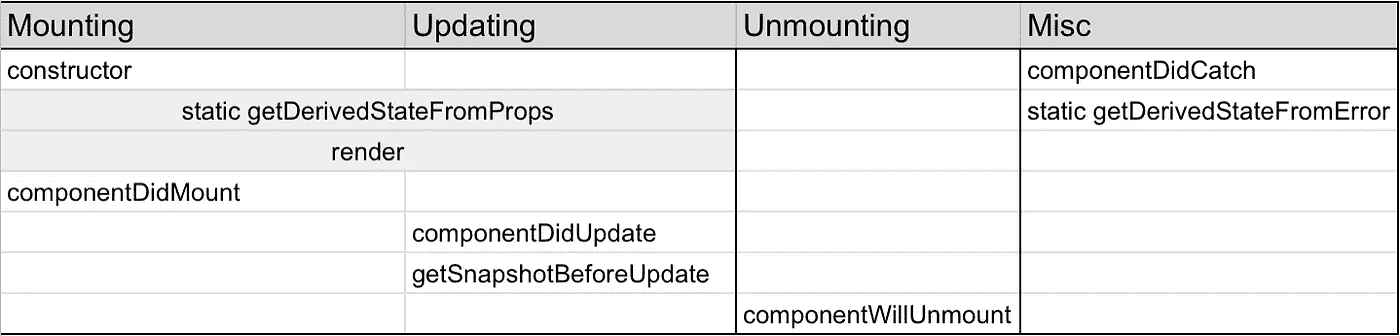 Mounting Updating Unmounting Misc
constructor componentDidCatch
static getDerivedStateFromProps static getDerivedStateFromError
render
componentDidMount
componentDidUpdate
getSnapshotBeforeUpdate
componentWillUnmount